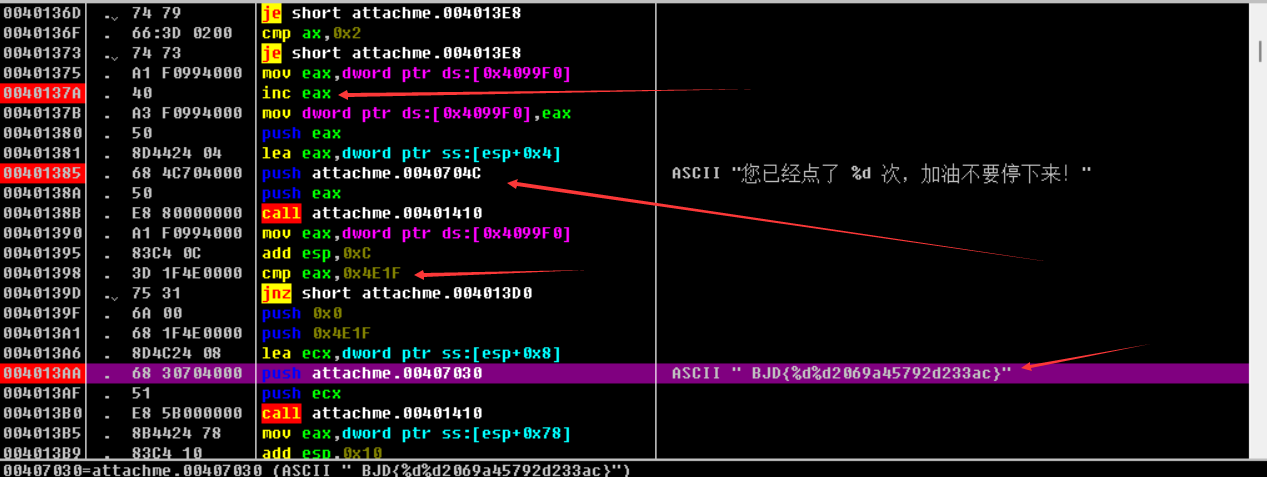 0040136D . 74 79 je short attachme.004013E8
0040136F . 66:3D 0200 cmp ax,0x2
00401373 . 74 73 je short attachme.004013E8
00401375 . A1 F0994000 mov eax,dword ptr ds:[0x4099F0]
0040137A . 40 inc eax
0040137B . A3 F0994000 mov dword ptr ds:[0x4099F0],eax
00401380 . 50 push eax
00401381 . 8D4424 04 lea eax,dword ptr ss:[esp+0x4]
00401385 . 68 4C704000 push attachme.0040704C ASCII "您已经点了 %d 次，加油不要停下来！"
0040138A . 50 push eax
0040138B . E8 80000000 call attachme.00401410
00401390 . A1 F0994000 mov eax,dword ptr ds:[0x4099F0]
00401395 . 83C4 0C add esp,0xC
00401398 . 3D 1F4E0000 cmp eax,0x4E1F
0040139D . 75 31 jnz short attachme.004013D0
0040139F . 6A 00 push 0x0
004013A1 . 68 1F4E0000 push 0x4E1F
004013A6 . 8D4C24 08 lea ecx,dword ptr ss:[esp+0x8]
004013AA . 68 30704000 push attachme.00407030 ASCII " BJD{%d%d2069a45792d233ac}"
004013AF . 51 push ecx
004013B0 . E8 5B000000 call attachme.00401410
004013B5 . 8B4424 78 mov eax,dword ptr ss:[esp+0x78]
004013B9 . 83C4 10 add esp,0x10
00407030=attachme.00407030 (ASCII " BJD{%d%d2069a45792d233ac}")